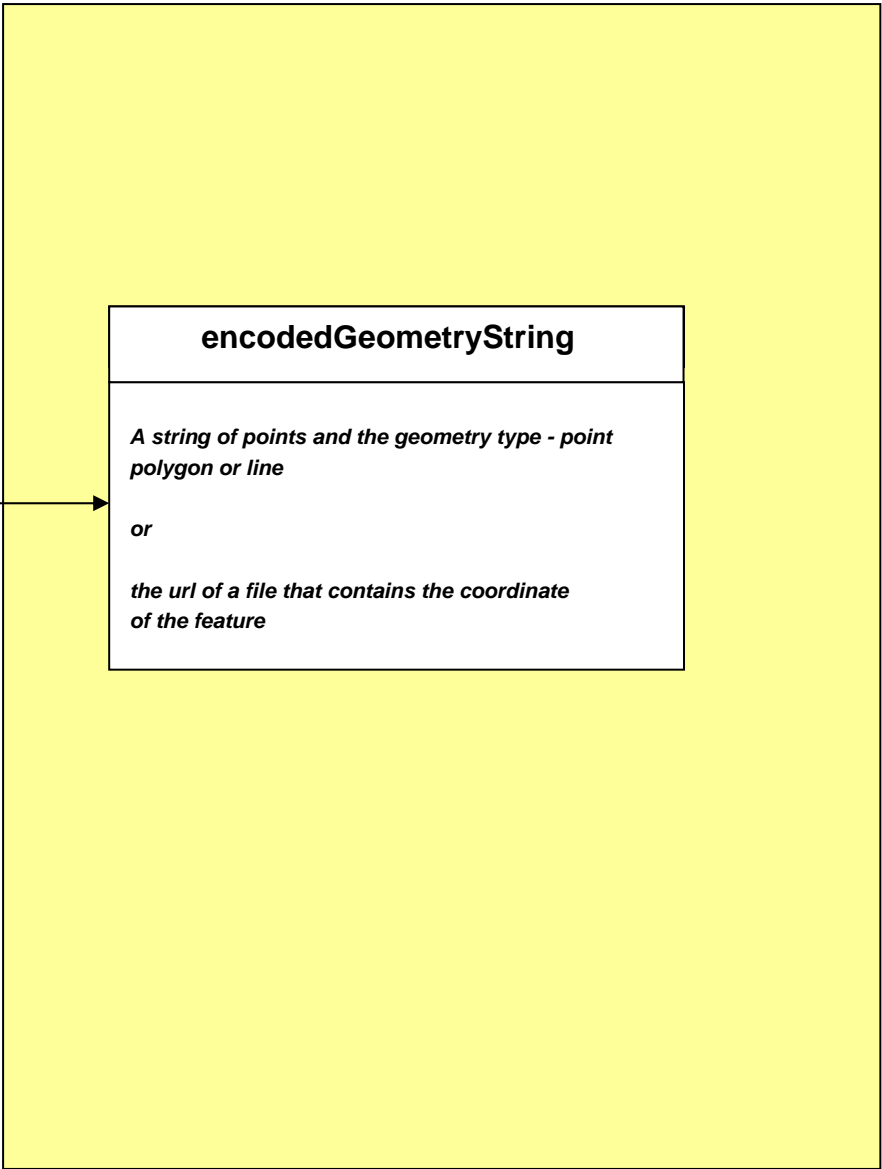 encodedGeometryString
A string of points and the geometry type - point
polygon or line
or
the url of a file that contains the coordinate
of the feature